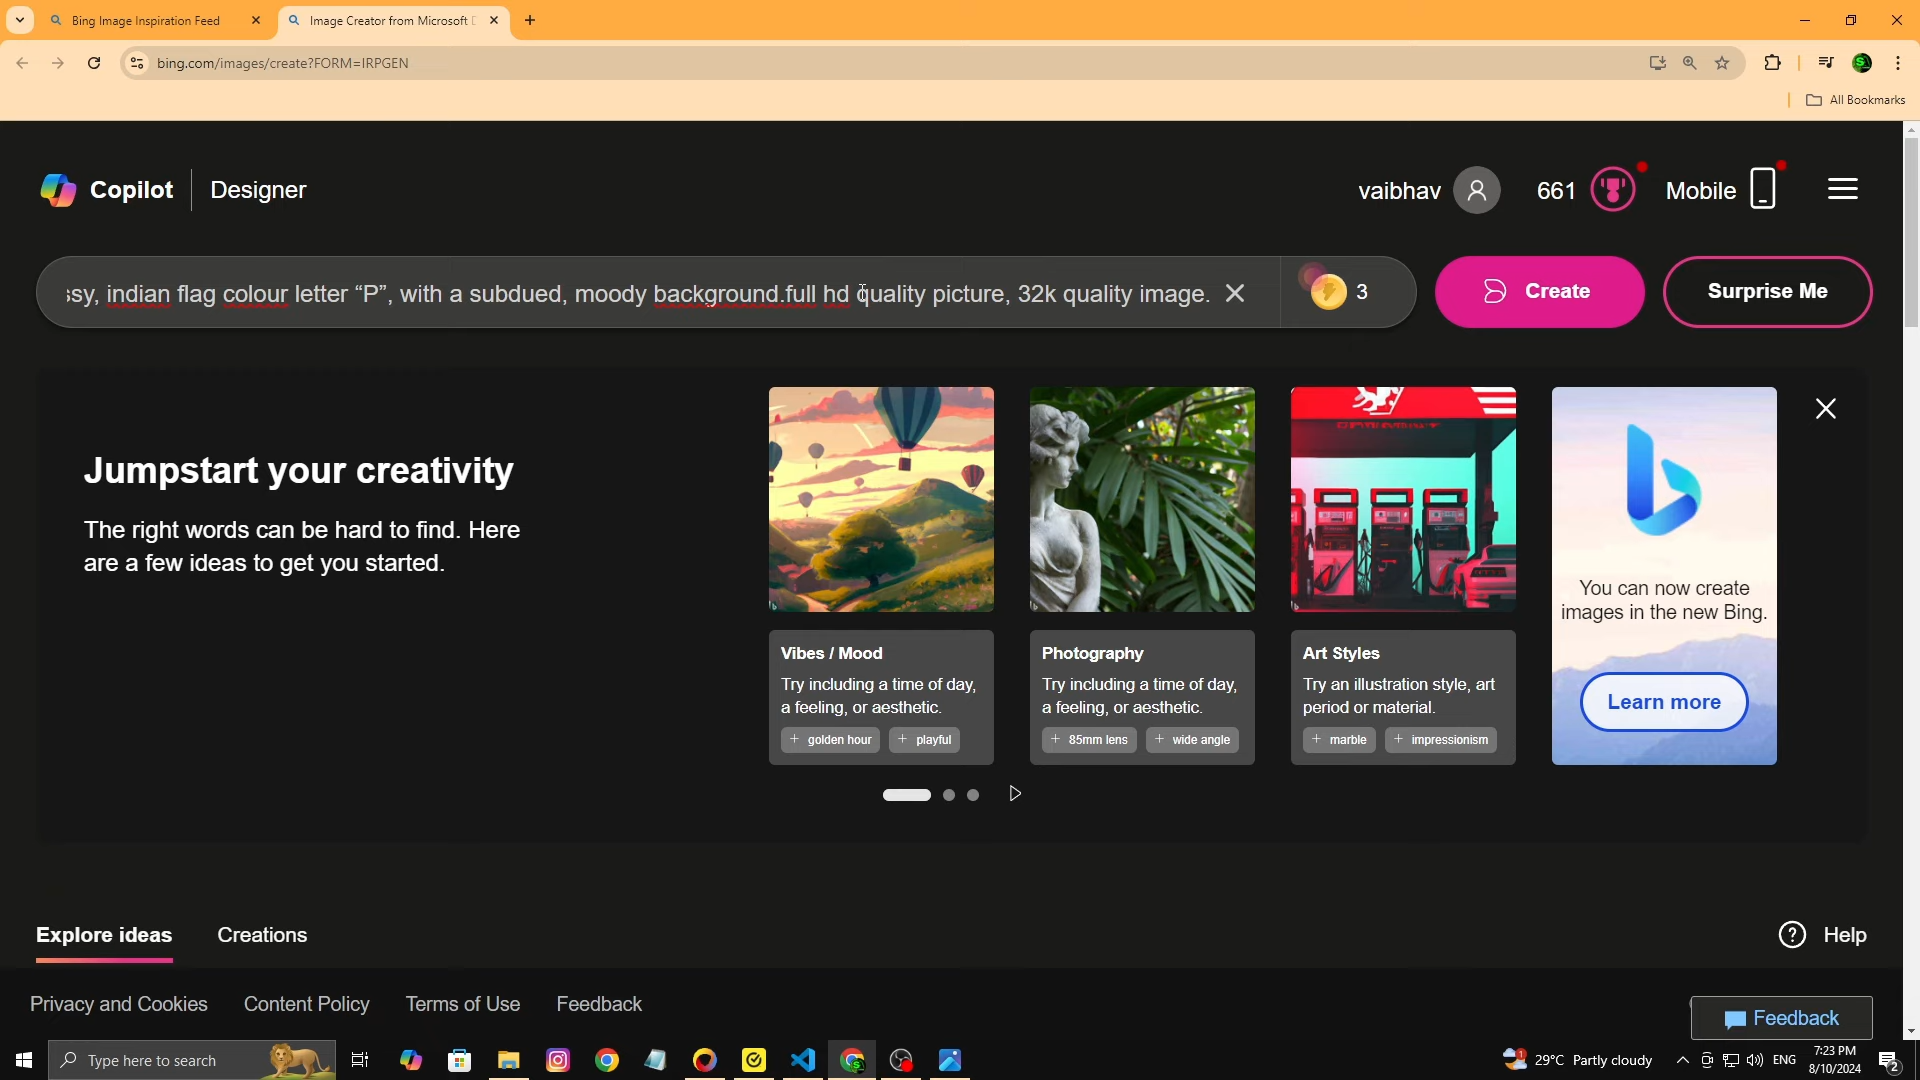 Bing Image Inspiration Feed
Image Creator from Microsoft
bing.com/images/create?FORM=IRPGEN
All Bookmarks
Copilot
Designer
vaibhav
661
Mobile
ssy, indian flag colour letter “P”, with a subdued, moody background.full hd quality picture, 32k quality image.
3
Create
Surprise Me
Jumpstart your creativity
The right words can be hard to find. Here
are a few ideas to get you started.
Vibes / Mood
Try including a time of day,
a feeling, or aesthetic.
+ golden hour
+ playful
Photography
Try including a time of day,
a feeling, or aesthetic.
+ 85mm lens
+ wide angle
Art Styles
Try an illustration style, art
period or material.
+ marble
+ impressionism
You can now create
images in the new Bing.
Learn more
Explore ideas
Creations
Help
Privacy and Cookies
Content Policy
Terms of Use
Feedback
Feedback
Type here to search
29°C Partly cloudy
ENG
7:23 PM
8/10/2024
2